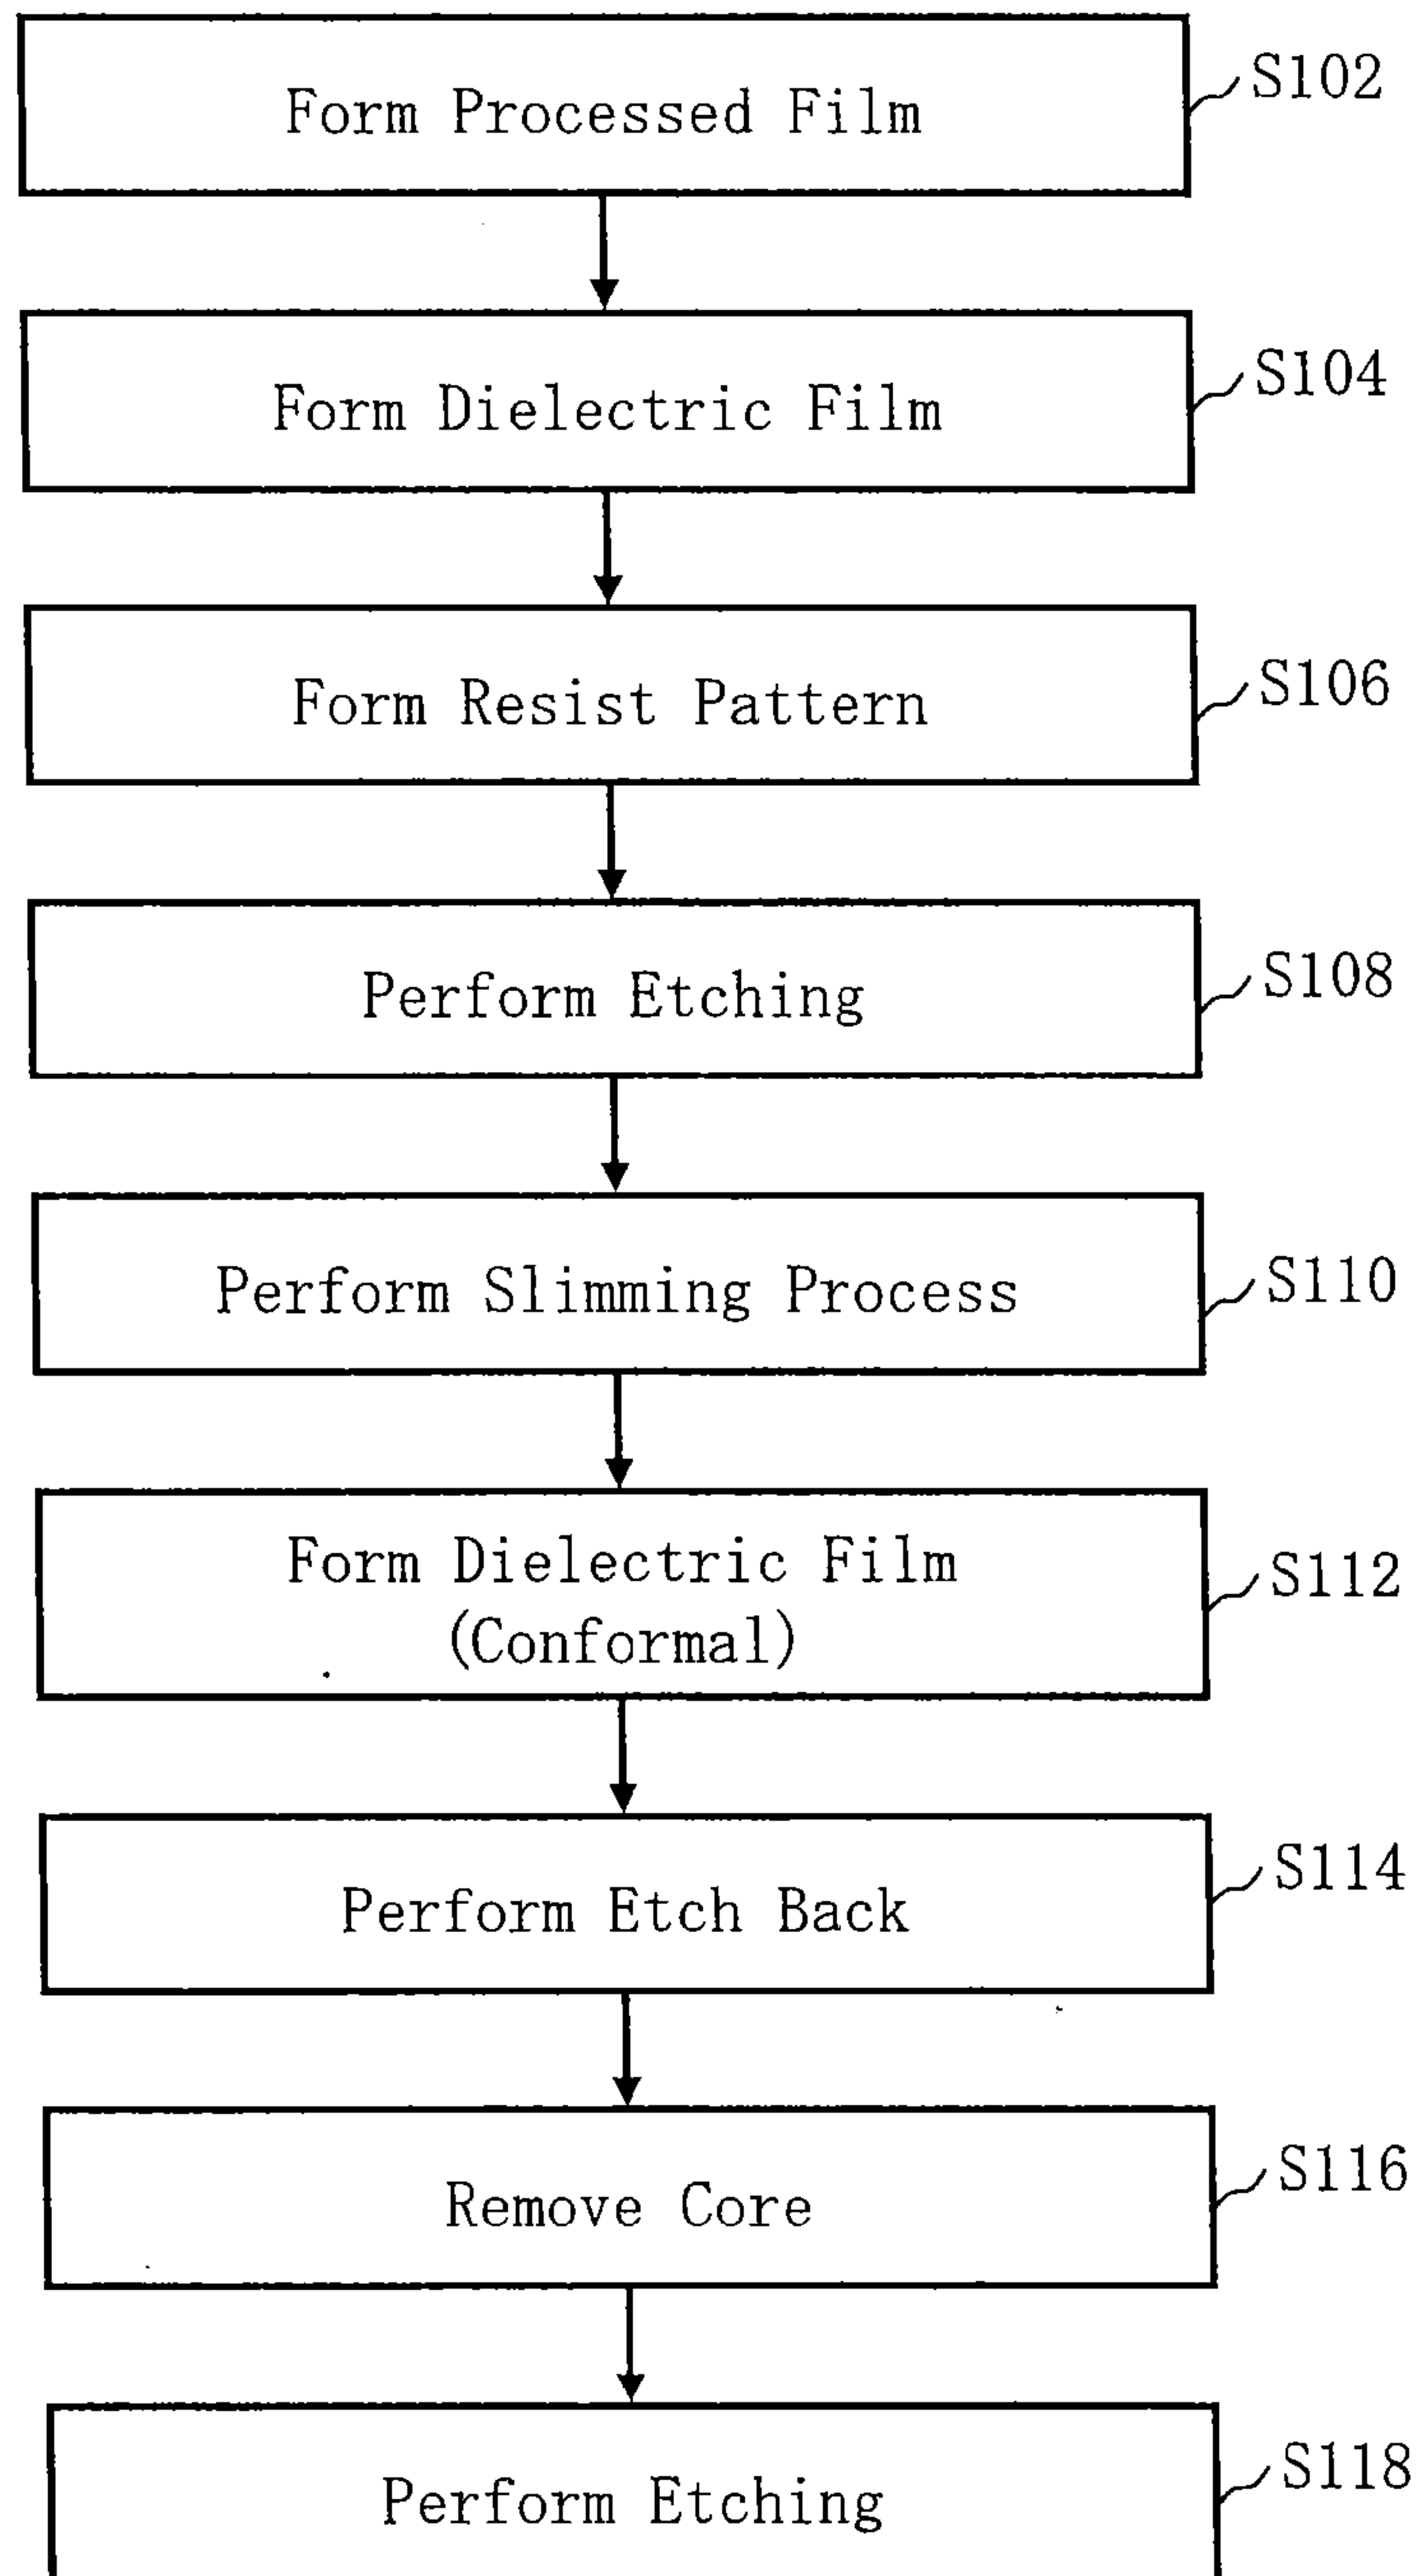 Form Processed Film
S102
Form Dielectric Film
S104
Form Resist Pattern
S106
Perform Etching
S108
Perform Slimming Process
S110
Form Dielectric Film
(Conformal)
S112
Perform Etch Back
S114
Remove Core
S116
Perform Etching
S118